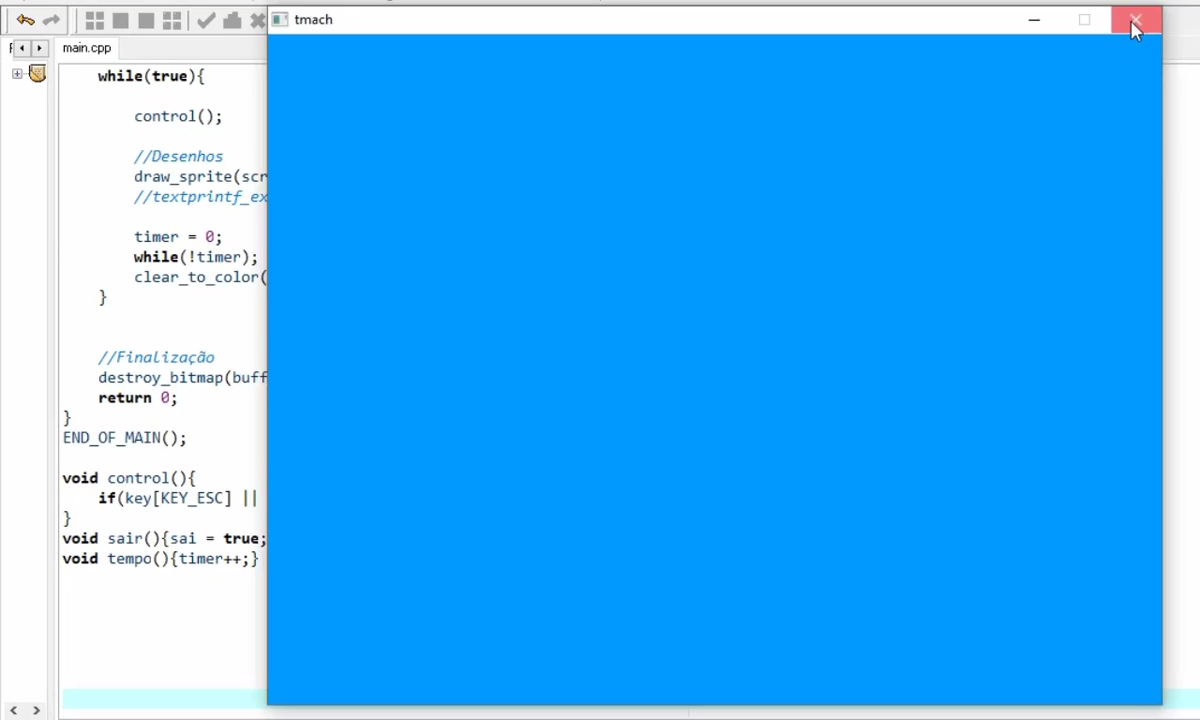 tmach
main.cpp
while(true){
control();
//Desenhos
draw_sprite(scr
//textprintf_ex
timer = 0;
while(!timer);
clear_to_color(
}
//Finalização
destroy_bitmap(buff
return 0;
}
END_OF_MAIN();
void control(){
if(key[KEY_ESC] ||
}
void sair(){sai = true;
void tempo(){timer++;}